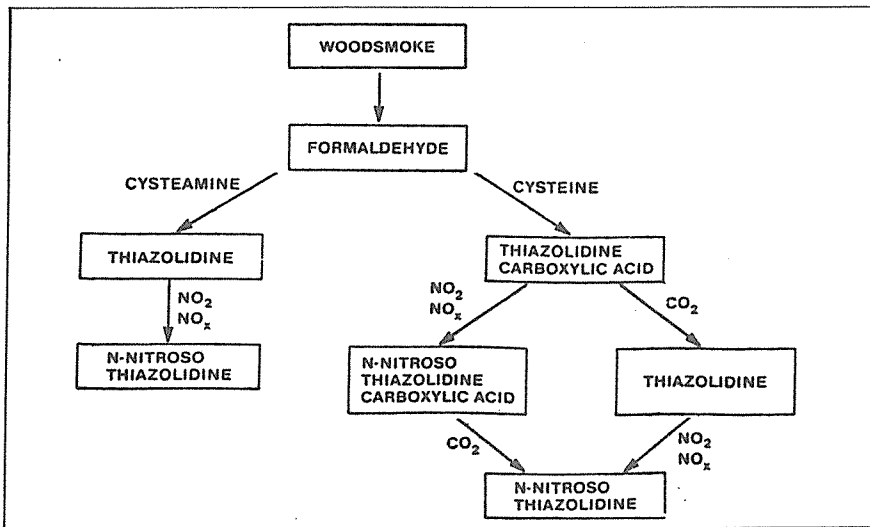 WOODSMOKE
FORMALDEHYDE
CYSTEAMINE
CYSTEINE
THIAZOLIDINE
THIAZOLIDINE
CARBOXYLIC ACID
NO₂
NOₓ
NO₂
NOₓ
CO₂
N-NITROSO
THIAZOLIDINE
N-NITROSO
THIAZOLIDINE
CARBOXYLIC ACID
THIAZOLIDINE
CO₂
NO₂
NOₓ
N-NITROSO
THIAZOLIDINE